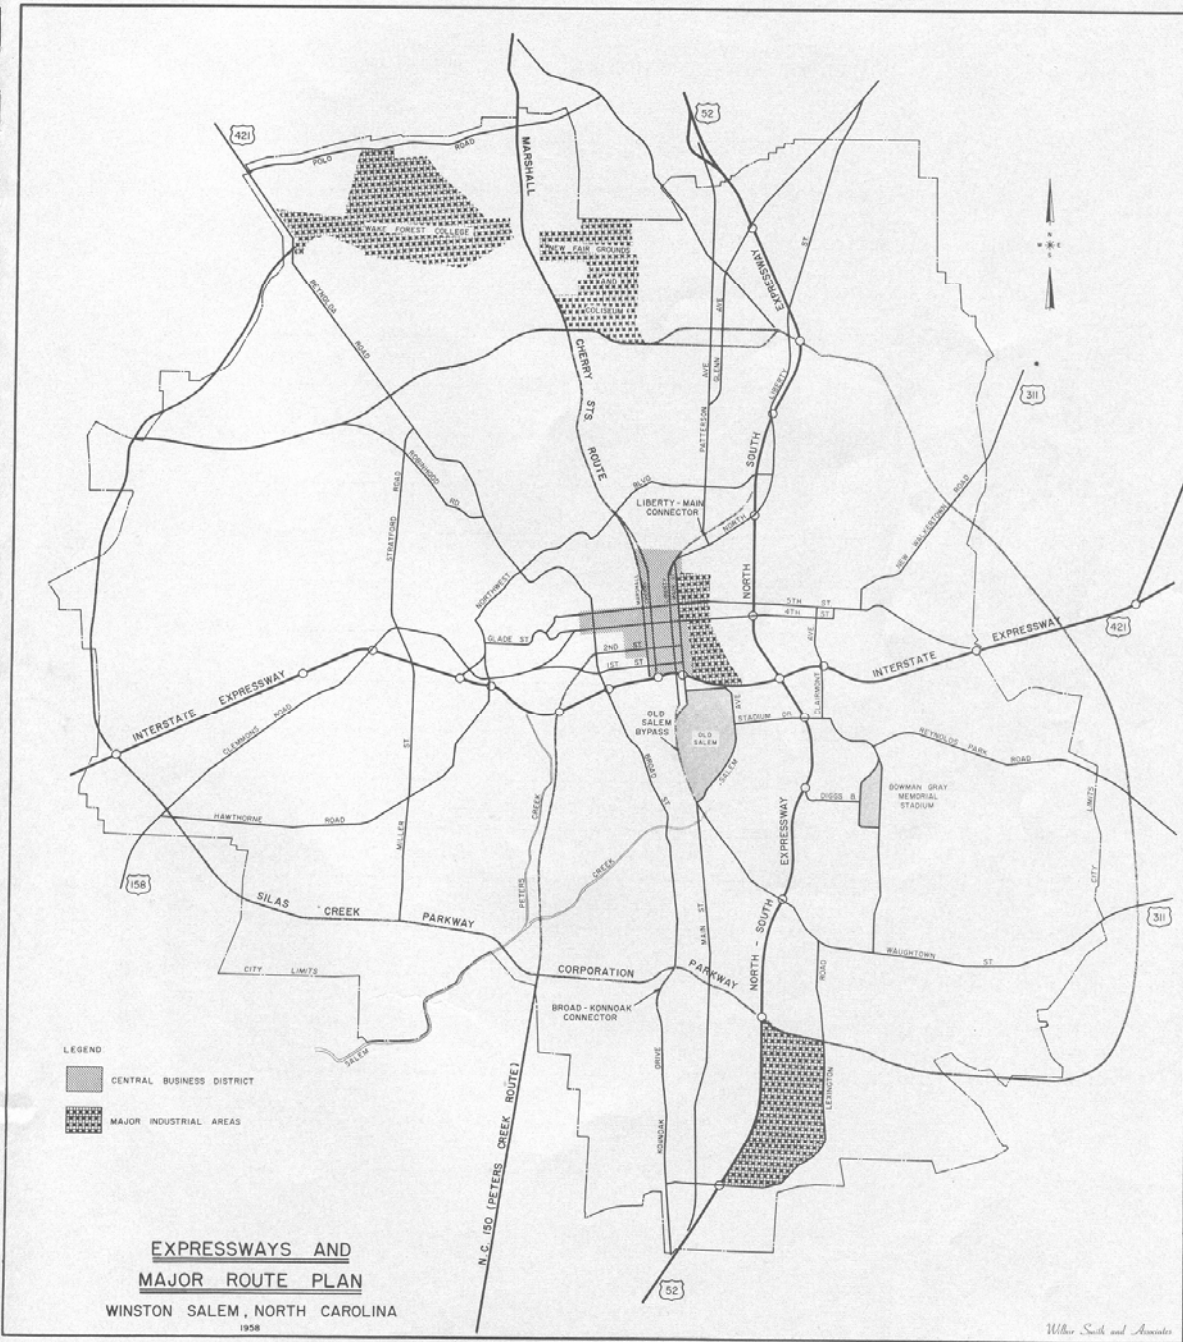 421
52
POLO ROAD
MARSHALL
WAKE FOREST COLLEGE
NEW FAIR GROUNDS
AND
COLISEUM
EXPRESSWAY
ST
N
W E
S
REYNOLDA ROAD
CHERRY STS. ROUTE
AVE
GLENN
PATTERSON AVE
LIBERTY
311
ROBINHOOD RD
STRATFORD ROAD
BLVD
NORTHWEST
LIBERTY - MAIN
CONNECTOR
NORTH
SOUTH
NORTH
NEW WALKERTOWN ROAD
5TH ST
4TH ST
GLADE ST
2ND ST.
1ST ST
AVE
CLAIRMONT
INTERSTATE EXPRESSWAY
421
INTERSTATE EXPRESSWAY
CLEMMONS ROAD
OLD
SALEM
BYPASS
OLD
SALEM
AVE
SALEM
STADIUM DR.
REYNOLDS PARK ROAD
BOWMAN GRAY
MEMORIAL
STADIUM
DIGGS B
BROAD ST
CITY LIMITS
HAWTHORNE ROAD
MILLER ST
PETERS CREEK
CREEK
EXPRESSWAY
158
SILAS CREEK PARKWAY
MAIN ST
NORTH - SOUTH
311
WAUGHTOWN ST
ROAD
CITY LIMITS
CORPORATION PARKWAY
BROAD - KONNOAK
CONNECTOR
SALEM
KONNOAK DRIVE
LEXINGTON
N.C. 150 (PETERS CREEK ROUTE)
52
LEGEND
CENTRAL BUSINESS DISTRICT
MAJOR INDUSTRIAL AREAS
EXPRESSWAYS AND
MAJOR ROUTE PLAN
WINSTON SALEM, NORTH CAROLINA
1958
Wilbur Smith and Associates